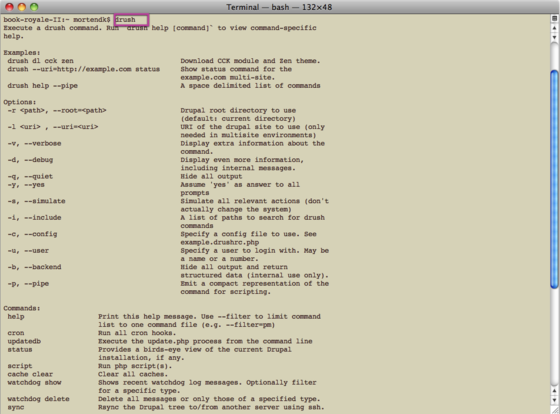 Terminal — bash — 132×48
book-royale-II:~ mortendk$ drush
Execute a drush command. Run `drush help [command]` to view command-specific
help.
Examples:
drush dl cck zen Download CCK module and Zen theme.
drush --uri=http://example.com status Show status command for the
example.com multi-site.
drush help --pipe A space delimited list of commands
Options:
-r <path>, --root=<path> Drupal root directory to use
(default: current directory)
-l <uri> , --uri=<uri> URI of the drupal site to use (only
needed in multisite environments)
-v, --verbose Display extra information about the
command.
-d, --debug Display even more information,
including internal messages.
-q, --quiet Hide all output
-y, --yes Assume 'yes' as answer to all
prompts
-s, --simulate Simulate all relevant actions (don't
actually change the system)
-i, --include A list of paths to search for drush
commands
-c, --config Specify a config file to use. See
example.drushrc.php
-u, --user Specify a user to login with. May be
a name or a number.
-b, --backend Hide all output and return
structured data (internal use only).
-p, --pipe Emit a compact representation of the
command for scripting.
Commands:
help Print this help message. Use --filter to limit command
list to one command file (e.g. --filter=pm)
cron Run all cron hooks.
updatedb Execute the update.php process from the command line
status Provides a birds-eye view of the current Drupal
installation, if any.
script Run php script(s).
cache clear Clear all caches.
watchdog show Shows recent watchdog log messages. Optionally filter
for a specific type.
watchdog delete Delete all messages or only those of a specified type.
sync Rsync the Drupal tree to/from another server using ssh.